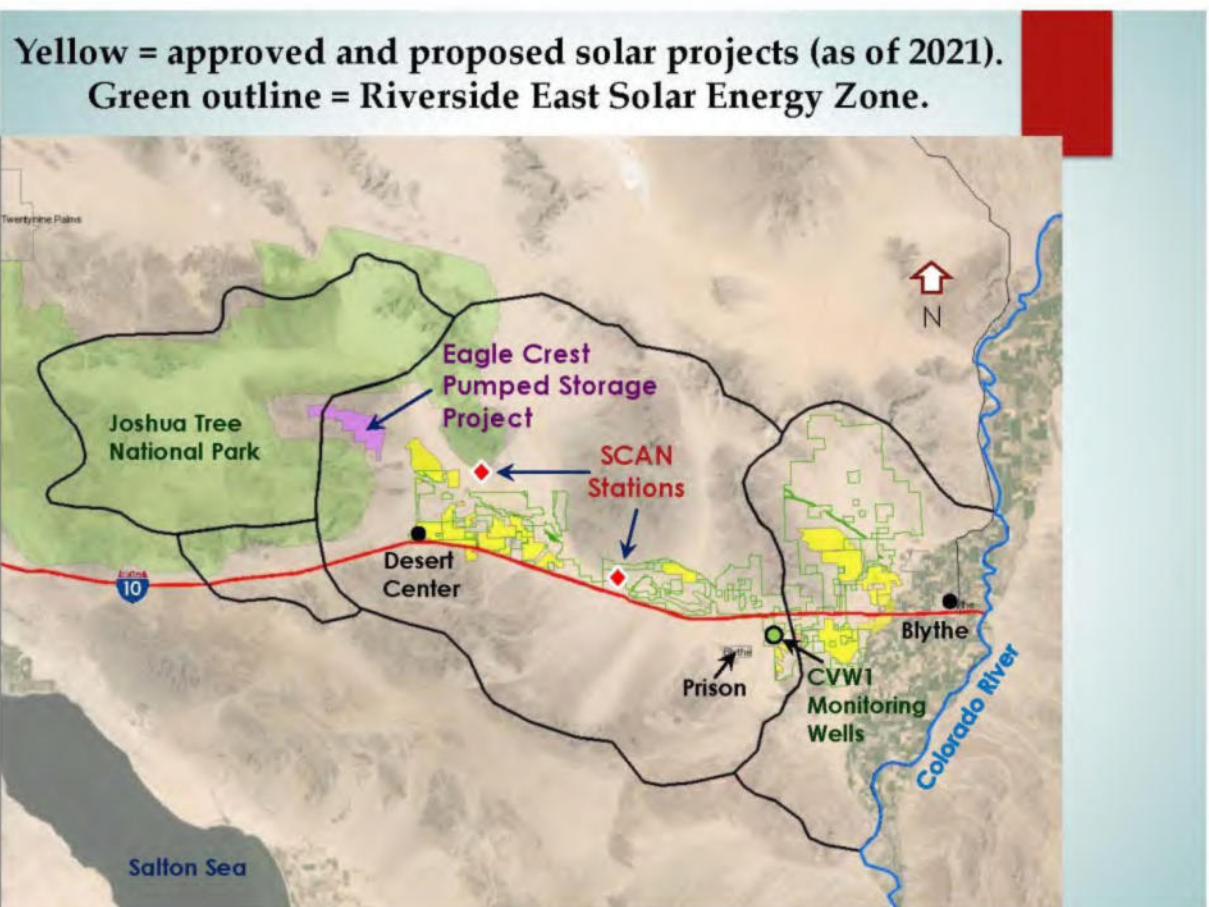 Yellow = approved and proposed solar projects (as of 2021).
Green outline = Riverside East Solar Energy Zone.
Twentynine Palms
N
Eagle Crest
Pumped Storage
Project
Joshua Tree
National Park
SCAN
Stations
Desert
Center
10
Blythe
Prison
CVW1
Monitoring
Wells
Colorado River
Salton Sea